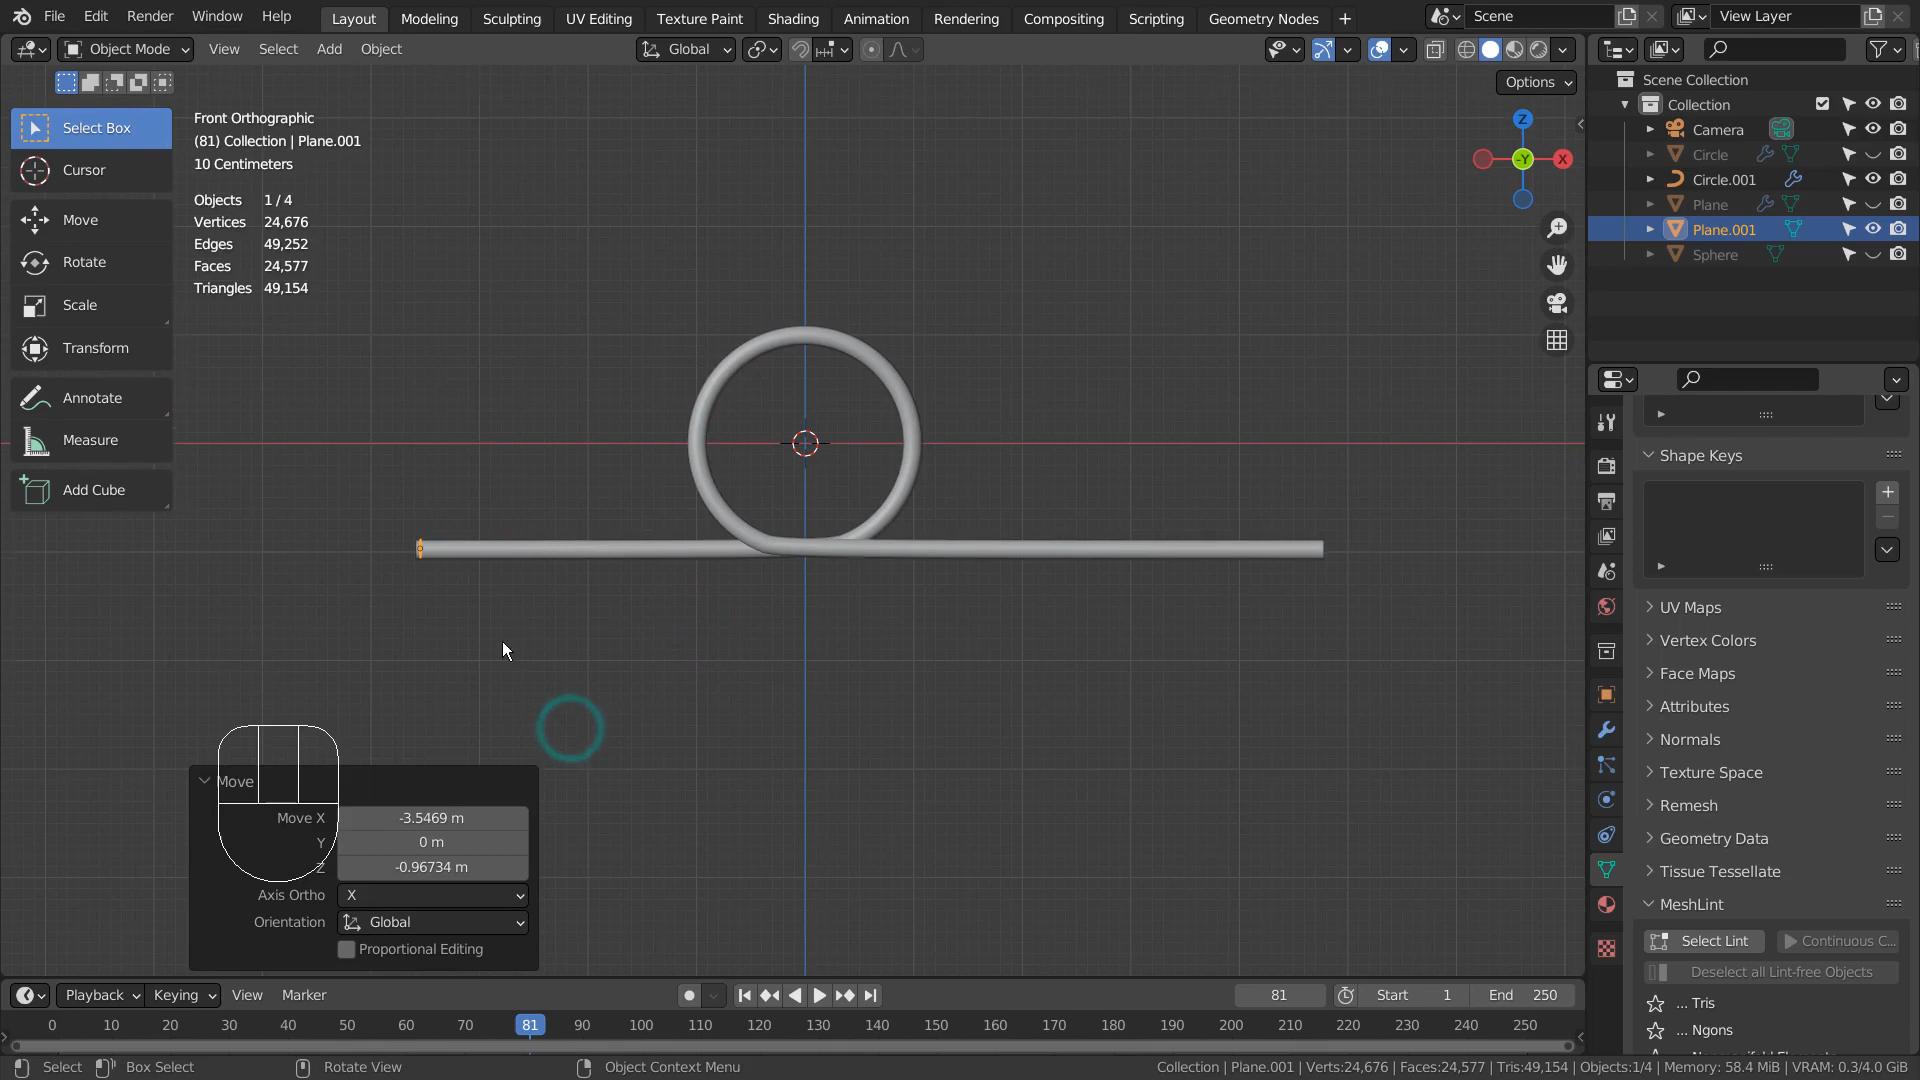 File Edit Render Window Help Layout Modeling Sculpting UV Editing Texture Paint Shading Animation Rendering Compositing Scripting Geometry Nodes + Scene View Layer
Object Mode View Select Add Object Global
Options
Select Box
Cursor
Move
Rotate
Scale
Transform
Annotate
Measure
Add Cube
Front Orthographic
(81) Collection | Plane.001
10 Centimeters
Objects 1 / 4
Vertices 24,676
Edges 49,252
Faces 24,577
Triangles 49,154
Z
-Y
X
Scene Collection
Collection
Camera
Circle
Circle.001
Plane
Plane.001
Sphere
Shape Keys
UV Maps
Vertex Colors
Face Maps
Attributes
Normals
Texture Space
Remesh
Geometry Data
Tissue Tessellate
MeshLint
Select Lint Continuous C...
Deselect all Lint-free Objects
... Tris
... Ngons
Move
Move X -3.5469 m
Y 0 m
Z -0.96734 m
Axis Ortho X
Orientation Global
Proportional Editing
Playback Keying View Marker 81 Start 1 End 250
0 10 20 30 40 50 60 70 81 90 100 110 120 130 140 150 160 170 180 190 200 210 220 230 240 250
Select Box Select Rotate View Object Context Menu Collection | Plane.001 | Verts:24,676 | Faces:24,577 | Tris:49,154 | Objects:1/4 | Memory: 58.4 MiB | VRAM: 0.3/4.0 GiB